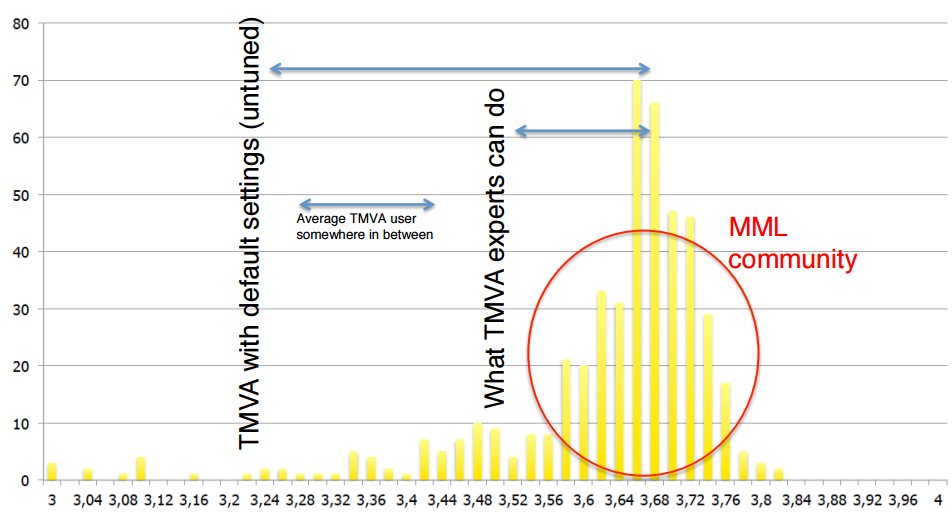 80
70
60
50
40
30
20
10
0
TMVA with default settings (untuned)
What TMVA experts can do
Average TMVA user
somewhere in between
MML
community
3 3,04 3,08 3,12 3,16 3,2 3,24 3,28 3,32 3,36 3,4 3,44 3,48 3,52 3,56 3,6 3,64 3,68 3,72 3,76 3,8 3,84 3,88 3,92 3,96 4